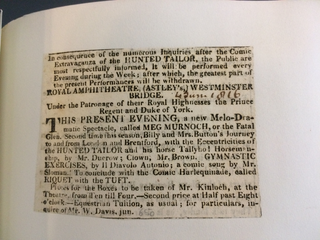 In consequence of the numerous Inquiries after the Comic
Extravaganza of the HUNTED TAILOR, the Public are
most respectfully informed, it will be performed every
Evening during the Week; after which, the greatest part of
the present Performances will be withdrawn.
ROYAL AMPHITHEATRE, (ASTLEY's,) WESTMINSTER
BRIDGE.
Under the Patronage of their Royal Highnesses the Prince
Regent and Duke of York.
THIS PRESENT EVENING, a new Melo-Dra-
matic Spectacle, called MEG MURNOCH, or the Fatal
Glen. Second time this season, Billy and Mrs. Button's Journey
to and from London and Brentford, with the Eccentricities of
the HUNTED TAILOR and his horse Tallyho! Horseman-
ship, by Mr. Ducrow; Clown, Mr. Brown. GYMNASTIC
EXERCISES, by Il Diavolo Antonio; a comic song by Mr.
Sloman. To conclude with the Comic Harlequinade, called
RIQUET with the TUFT.
Places for the Boxes to be taken of Mr. Kinloch, at the
Theatre, from Eleven till Four.—Second price at Half past Eight
o'clock—Equestrian Tuition, as usual; for particulars, in-
quire of Mr. W. Davis, jun.